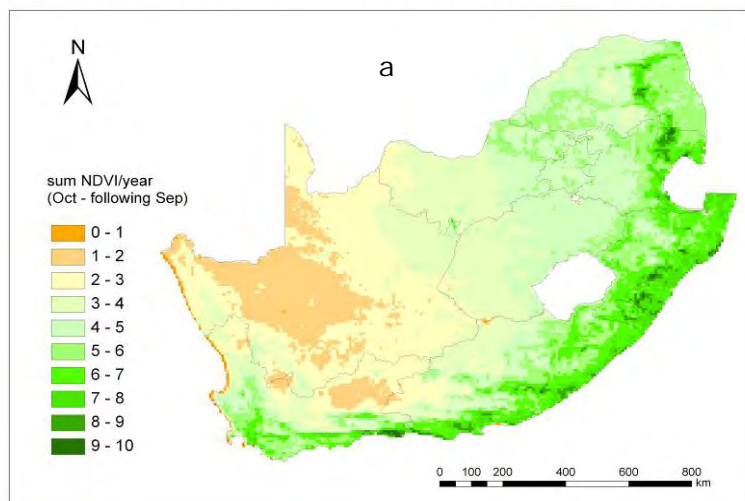 N
a
sum NDVI/year
(Oct - following Sep)
0 - 1
1 - 2
2 - 3
3 - 4
4 - 5
5 - 6
6 - 7
7 - 8
8 - 9
9 - 10
0 50 100 200 400 600 800
km